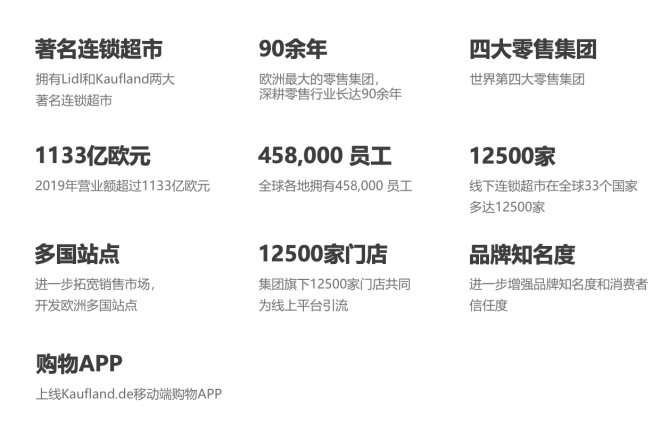 著名连锁超市
拥有Lidl和Kaufland两大
著名连锁超市
90余年
欧洲最大的零售集团，
深耕零售行业长达90余年
四大零售集团
世界第四大零售集团
1133亿欧元
2019年营业额超过1133亿欧元
458,000 员工
全球各地拥有458,000 员工
12500家
线下连锁超市在全球33个国家
多达12500家
多国站点
进一步拓宽销售市场，
开发欧洲多国站点
12500家门店
集团旗下12500家门店共同
为线上平台引流
品牌知名度
进一步增强品牌知名度和消费者
信任度
购物APP
上线Kaufland.de移动端购物APP